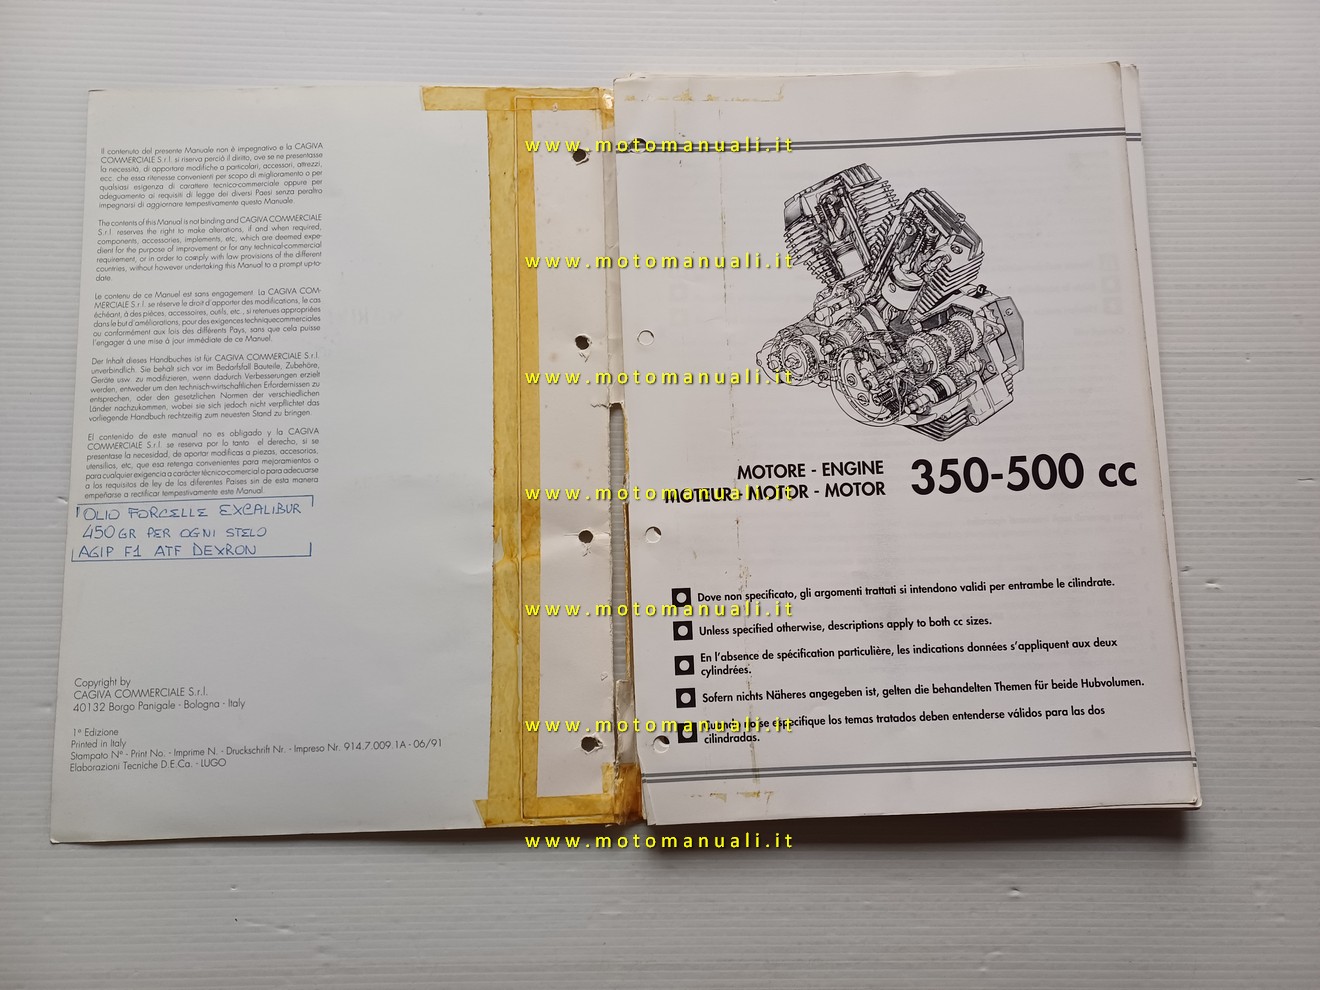 Il contenuto del presente Manuale non è impegnativo e la CAGIVA
COMMERCIALE S.r.l. si riserva perciò il diritto, ove se ne presentasse
la necessità, di apportare modifiche a particolari, accessori, attrezzi,
ecc. che essa ritenesse convenienti per scopo di miglioramento o per
qualsiasi esigenza di carattere tecnico-commerciale oppure per
adeguamento ai requisiti di legge dei diversi Paesi senza peraltro
impegnarsi di aggiornare tempestivamente questo Manuale.
The contents of this Manual is not binding and CAGIVA COMMERCIALE
S.r.l. reserves the right to make alterations, if and when required,
components, accessories, implements, etc, which are deemed expe-
dient for the purpose of improvement or for any technical-commercial
requirement, or in order to comply with law provisions of the different
countries, without however undertaking this Manual to a prompt up-to-
date.
Le contenu de ce Manuel est sans engagement. La CAGIVA COM-
MERCIALE S.r.l. se réserve le droit d'apporter des modifications, le cas
échéant, à des pièces, accessoires, outils, etc., si retenues appropriées
dans le but d'améliorations, pour des exigences techniquecommerciales
ou conformément aux lois des différents Pays, sans que cela puisse
l'engager à une mise à jour immédiate de ce Manuel.
Der Inhalt dieses Handbuches ist für CAGIVA COMMERCIALE S.r.l.
unverbindlich. Sie behält sich vor im Bedarfsfall Bauteile, Zubehöre,
Geräte usw. zu modifizieren, wenn dadurch Verbesserungen erzielt
werden, entweder um den technisch-wirtschaftlichen Erfordernissen zu
entsprechen, oder den gesetzlichen Normen der verschiedlichen
Länder nachzukommen, wobei sie sich jedoch nicht verpflichtet das
vorliegende Handbuch rechtzeitig zum neuesten Stand zu bringen.
El contenido de este manual no es obligado y la CAGIVA
COMMERCIALE S.r.l. se reserva por lo tanto el derecho, si se
presentase la necesidad, de aportar modificas a piezas, accesorios,
utensilios, etc, que esa retenga convenientes para mejoramientos o
para cualquier exigencia a carácter técnico-comercial o para adecuarse
a los requisitos de ley de los diferentes Países sin de esta manera
empeñarse a rectificar tempestivamente este Manual.
OLIO FORCELLE EXCALIBUR
450 GR PER OGNI STELO
AGIP F1 ATF DEXRON
Copyright by
CAGIVA COMMERCIALE S.r.l.
40132 Borgo Panigale - Bologna - Italy
1ª Edizione
Printed in Italy
Stampato N° - Print No. - Imprime N. - Druckschrift Nr. - Impreso Nr. 914.7.009.1A - 06/91
Elaborazioni Tecniche D.E.Ca. - LUGO
MOTORE - ENGINE
MOTEUR - MOTOR - MOTOR
350-500 cc
Dove non specificato, gli argomenti trattati si intendono validi per entrambe le cilindrate.
Unless specified otherwise, descriptions apply to both cc sizes.
En l'absence de spécification particulière, les indications données s'appliquent aux deux
cylindrées.
Sofern nichts Näheres angegeben ist, gelten die behandelten Themen für beide Hubvolumen.
Cuando no se especifique los temas tratados deben entenderse válidos para las dos
cilindradas.
www.motomanuali.it
www.motomanuali.it
www.motomanuali.it
www.motomanuali.it
www.motomanuali.it
www.motomanuali.it
www.motomanuali.it